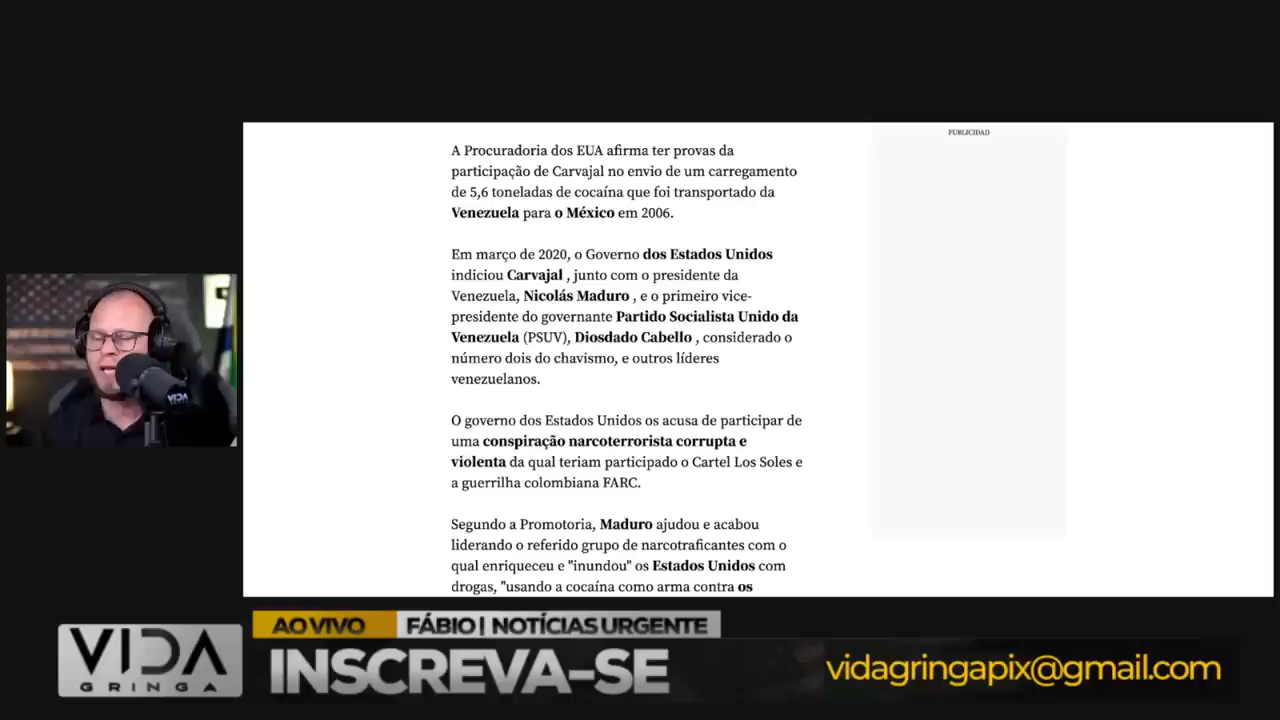 PUBLICIDAD
A Procuradoria dos EUA afirma ter provas da
participação de Carvajal no envio de um carregamento
de 5,6 toneladas de cocaína que foi transportado da
Venezuela para o México em 2006.
Em março de 2020, o Governo dos Estados Unidos
indiciou Carvajal , junto com o presidente da
Venezuela, Nicolás Maduro , e o primeiro vice-
presidente do governante Partido Socialista Unido da
Venezuela (PSUV), Diosdado Cabello , considerado o
número dois do chavismo, e outros líderes
venezuelanos.
O governo dos Estados Unidos os acusa de participar de
uma conspiração narcoterrorista corrupta e
violenta da qual teriam participado o Cartel Los Soles e
a guerrilha colombiana FARC.
Segundo a Promotoria, Maduro ajudou e acabou
liderando o referido grupo de narcotraficantes com o
qual enriqueceu e "inundou" os Estados Unidos com
drogas, "usando a cocaína como arma contra os
VIDA
AO VIVO FÁBIO | NOTÍCIAS URGENTE
VIDA
GRINGA
INSCREVA-SE
vidagringapix@gmail.com